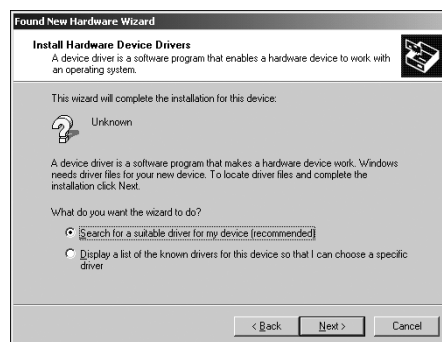 Found New Hardware Wizard
Install Hardware Device Drivers
A device driver is a software program that enables a hardware device to work with
an operating system.
This wizard will complete the installation for this device:
Unknown
A device driver is a software program that makes a hardware device work. Windows
needs driver files for your new device. To locate driver files and complete the
installation click Next.
What do you want the wizard to do?
Search for a suitable driver for my device (recommended)
Display a list of the known drivers for this device so that I can choose a specific
driver
< Back Next > Cancel